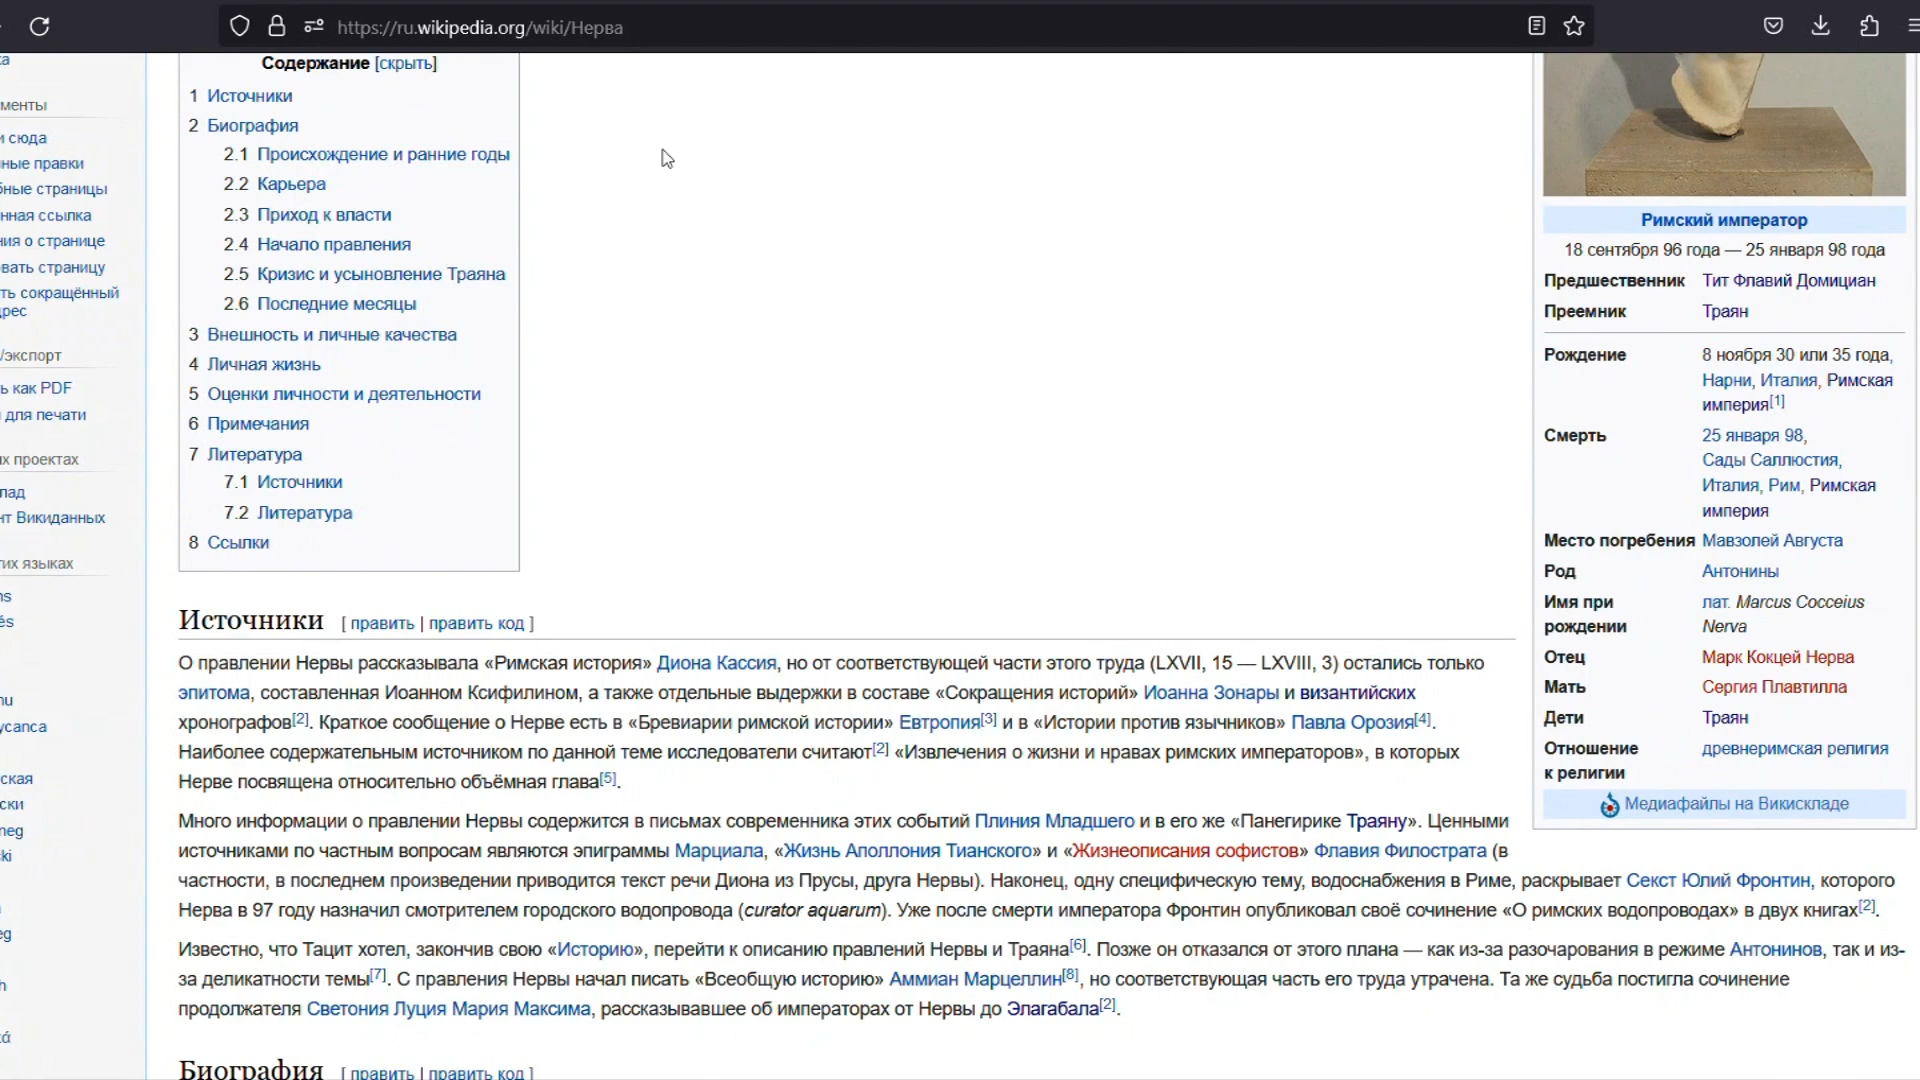 https://ru.wikipedia.org/wiki/Нерва
Содержание [скрыть]
1 Источники
2 Биография
2.1 Происхождение и ранние годы
2.2 Карьера
2.3 Приход к власти
2.4 Начало правления
2.5 Кризис и усыновление Траяна
2.6 Последние месяцы
3 Внешность и личные качества
4 Личная жизнь
5 Оценки личности и деятельности
6 Примечания
7 Литература
7.1 Источники
7.2 Литература
8 Ссылки
Источники [ править | править код ]
О правлении Нервы рассказывала «Римская история» Диона Кассия, но от соответствующей части этого труда (LXVII, 15 — LXVIII, 3) остались только
эпитома, составленная Иоанном Ксифилином, а также отдельные выдержки в составе «Сокращения историй» Иоанна Зонары и византийских
хронографов[2]. Краткое сообщение о Нерве есть в «Бревиарии римской истории» Евтропия[3] и в «Истории против язычников» Павла Орозия[4].
Наиболее содержательным источником по данной теме исследователи считают[2] «Извлечения о жизни и нравах римских императоров», в которых
Нерве посвящена относительно объёмная глава[5].
Много информации о правлении Нервы содержится в письмах современника этих событий Плиния Младшего и в его же «Панегирике Траяну». Ценными
источниками по частным вопросам являются эпиграммы Марциала, «Жизнь Аполлония Тианского» и «Жизнеописания софистов» Флавия Филострата (в
частности, в последнем произведении приводится текст речи Диона из Прусы, друга Нервы). Наконец, одну специфическую тему, водоснабжения в Риме, раскрывает Секст Юлий Фронтин, которого
Нерва в 97 году назначил смотрителем городского водопровода (curator aquarum). Уже после смерти императора Фронтин опубликовал своё сочинение «О римских водопроводах» в двух книгах[2].
Известно, что Тацит хотел, закончив свою «Историю», перейти к описанию правлений Нервы и Траяна[6]. Позже он отказался от этого плана — как из-за разочарования в режиме Антонинов, так и из-
за деликатности темы[7]. С правления Нервы начал писать «Всеобщую историю» Аммиан Марцеллин[8], но соответствующая часть его труда утрачена. Та же судьба постигла сочинение
продолжателя Светония Луция Мария Максима, рассказывавшее об императорах от Нервы до Элагабала[2].
Биография [ править | править код ]
Римский император
18 сентября 96 года — 25 января 98 года
Предшественник Тит Флавий Домициан
Преемник Траян
Рождение 8 ноября 30 или 35 года,
Нарни, Италия, Римская
империя[1]
Смерть 25 января 98,
Сады Саллюстия,
Италия, Рим, Римская
империя
Место погребения Мавзолей Августа
Род Антонины
Имя при лат. Marcus Cocceius
рождении Nerva
Отец Марк Кокцей Нерва
Мать Сергия Плавтилла
Дети Траян
Отношение древнеримская религия
к религии
Медиафайлы на Викискладе
менты
и сюда
ные правки
ные страницы
нная ссылка
ия о странице
вать страницу
ть сокращённый
рес
/экспорт
ь как PDF
для печати
х проектах
лад
нт Викиданных
гих языках
ns
és
nu
ycanca
ская
ски
neg
ki
eg
h